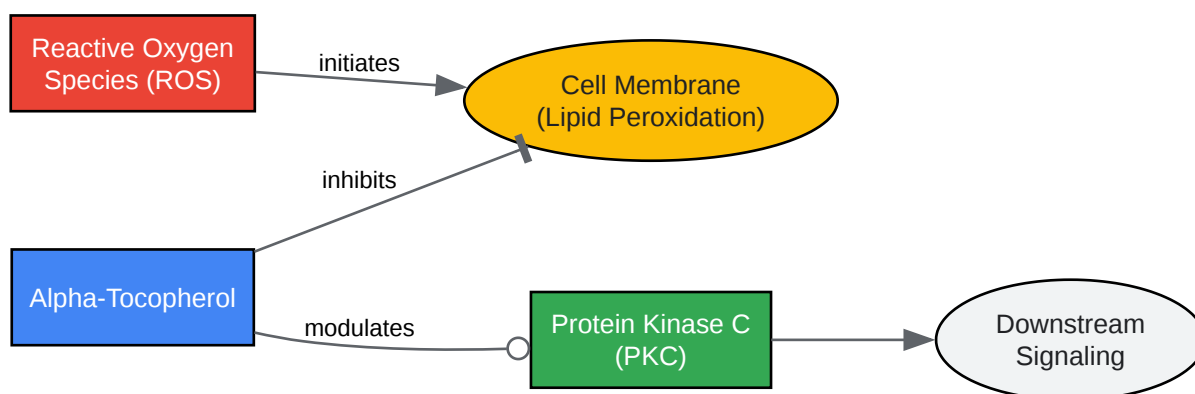 Reactive Oxygen
Species (ROS)
initiates
Cell Membrane
(Lipid Peroxidation)
inhibits
Alpha-Tocopherol
modulates
Protein Kinase C
(PKC)
Downstream
Signaling